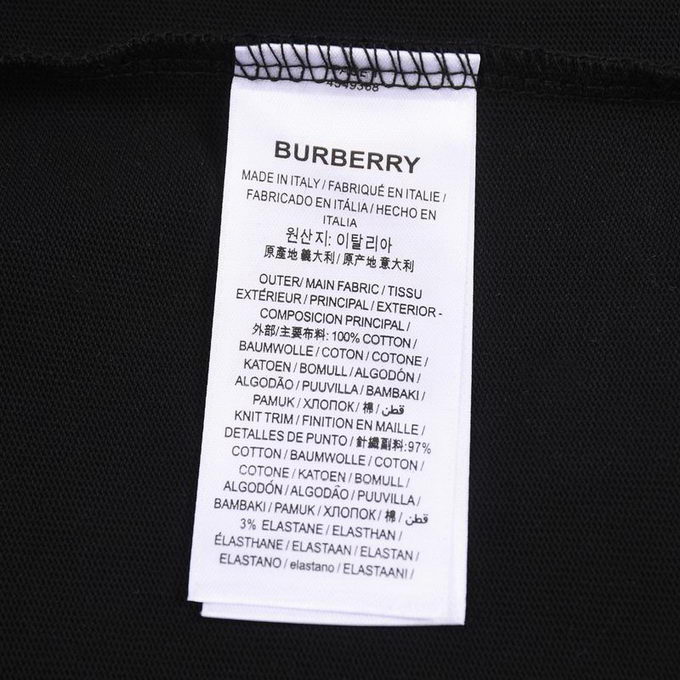 4549368
BURBERRY
MADE IN ITALY / FABRIQUÉ EN ITALIE /
FABRICADO EN ITÁLIA / HECHO EN
ITALIA
원산지: 이탈리아
原產地義大利 / 原产地意大利
OUTER/ MAIN FABRIC / TISSU
EXTÉRIEUR / PRINCIPAL / EXTERIOR -
COMPOSICION PRINCIPAL /
外部/主要布料: 100% COTTON /
BAUMWOLLE / COTON / COTONE /
KATOEN / BOMULL / ALGODÓN /
ALGODÃO / PUUVILLA / BAMBAKI /
PAMUK / ХЛОПОК / 棉 / قطن /
KNIT TRIM / FINITION EN MAILLE /
DETALLES DE PUNTO / 針織副料: 97%
COTTON / BAUMWOLLE / COTON /
COTONE / KATOEN / BOMULL /
ALGODÓN / ALGODÃO / PUUVILLA /
BAMBAKI / PAMUK / ХЛОПОК / 棉 / قطن /
3% ELASTANE / ELASTHAN /
ÉLASTHANE / ELASTAAN / ELASTAN /
ELASTANO / elastano / ELASTAANI /